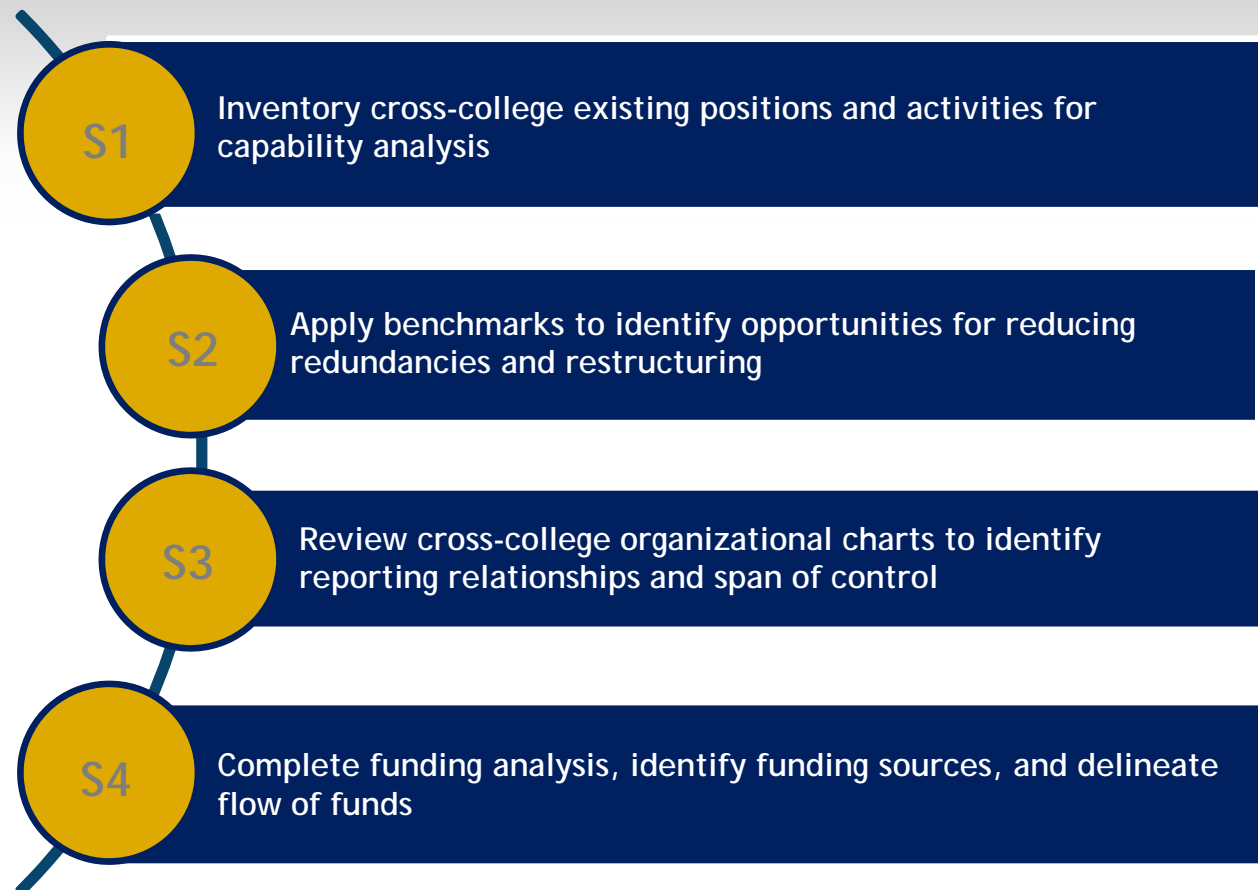 S1
Inventory cross-college existing positions and activities for
capability analysis
S2
Apply benchmarks to identify opportunities for reducing
redundancies and restructuring
S3
Review cross-college organizational charts to identify
reporting relationships and span of control
S4
Complete funding analysis, identify funding sources, and delineate
flow of funds